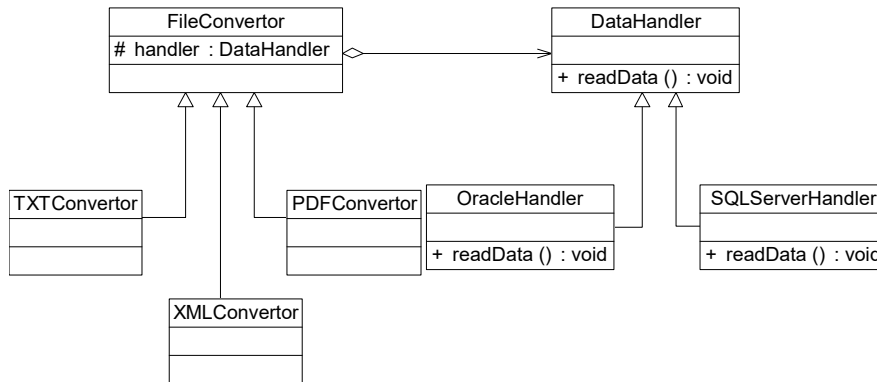 FileConvertor
# handler : DataHandler
DataHandler
+ readData () : void
TXTConvertor
PDFConvertor
OracleHandler
+ readData () : void
SQLServerHandler
+ readData () : void
XMLConvertor